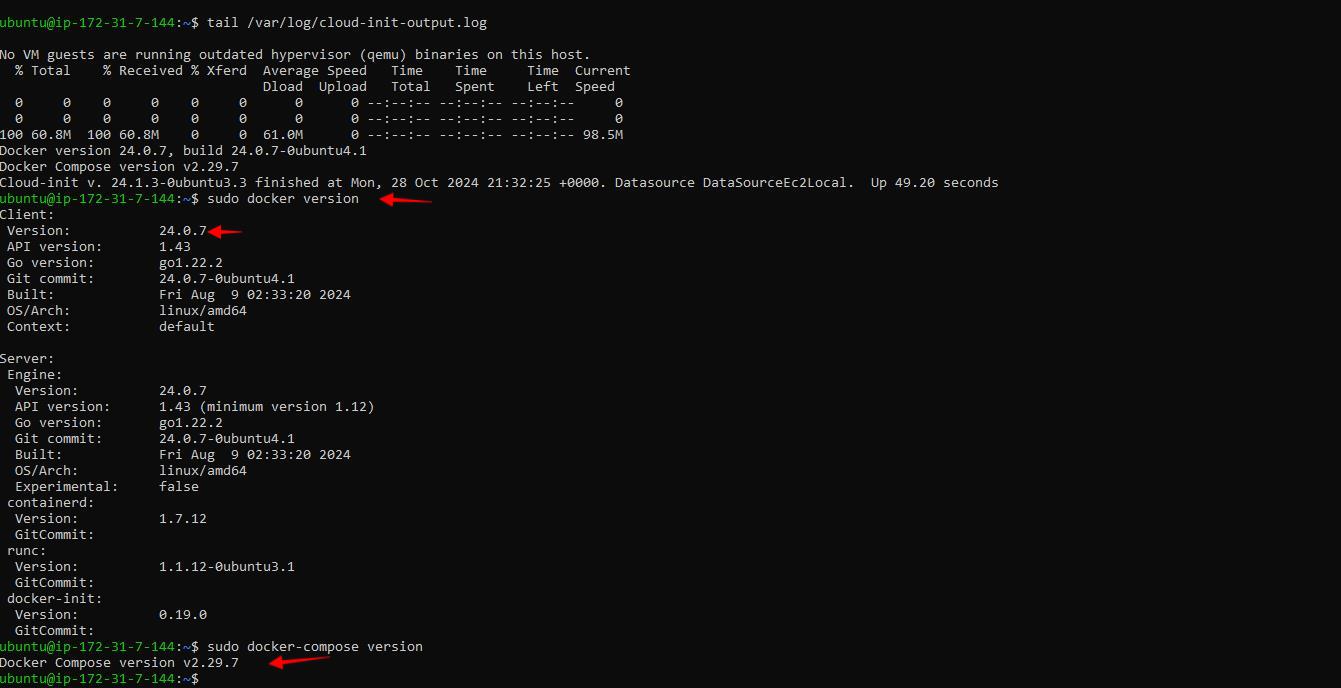 ubuntu@ip-172-31-7-144:~$ tail /var/log/cloud-init-output.log
No VM guests are running outdated hypervisor (qemu) binaries on this host.
  % Total    % Received % Xferd  Average Speed   Time    Time     Time  Current
                                 Dload  Upload   Total   Spent    Left  Speed
  0     0    0     0    0     0      0      0 --:--:-- --:--:-- --:--:--     0
  0     0    0     0    0     0      0      0 --:--:-- --:--:-- --:--:--     0
100 60.8M  100 60.8M    0     0  61.0M      0 --:--:-- --:--:-- --:--:-- 98.5M
Docker version 24.0.7, build 24.0.7-0ubuntu4.1
Docker Compose version v2.29.7
Cloud-init v. 24.1.3-0ubuntu3.3 finished at Mon, 28 Oct 2024 21:32:25 +0000. Datasource DataSourceEc2Local.  Up 49.20 seconds
ubuntu@ip-172-31-7-144:~$ sudo docker version
Client:
 Version:           24.0.7
 API version:       1.43
 Go version:        go1.22.2
 Git commit:        24.0.7-0ubuntu4.1
 Built:             Fri Aug  9 02:33:20 2024
 OS/Arch:           linux/amd64
 Context:           default
Server:
 Engine:
  Version:          24.0.7
  API version:      1.43 (minimum version 1.12)
  Go version:       go1.22.2
  Git commit:       24.0.7-0ubuntu4.1
  Built:            Fri Aug  9 02:33:20 2024
  OS/Arch:          linux/amd64
  Experimental:     false
 containerd:
  Version:          1.7.12
  GitCommit:
 runc:
  Version:          1.1.12-0ubuntu3.1
  GitCommit:
 docker-init:
  Version:          0.19.0
  GitCommit:
ubuntu@ip-172-31-7-144:~$ sudo docker-compose version
Docker Compose version v2.29.7
ubuntu@ip-172-31-7-144:~$